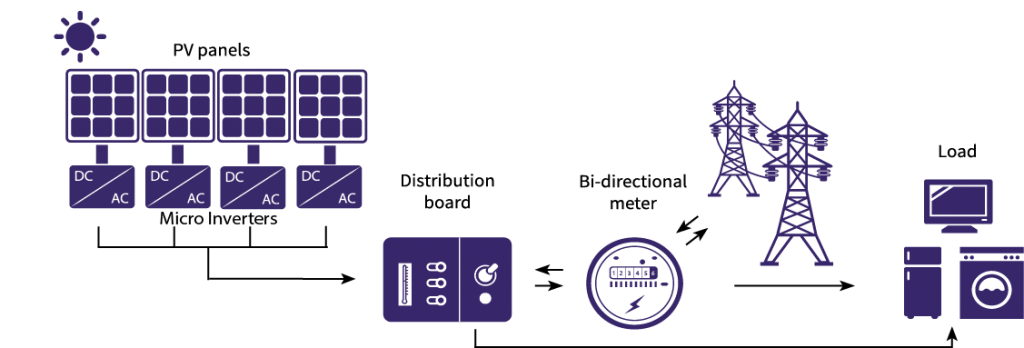 PV panels
DC
AC
DC
AC
DC
AC
DC
AC
Micro Inverters
Distribution
board
Bi-directional
meter
1 2 3 4 5 6
Load